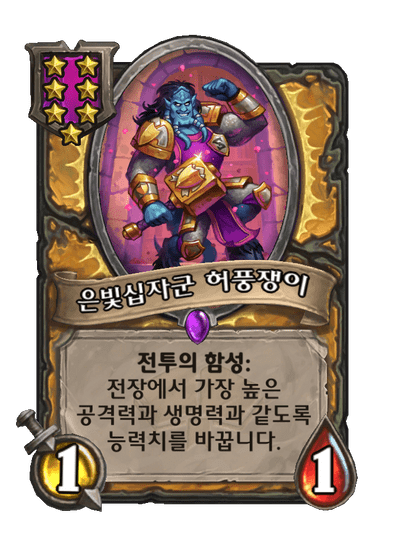 은빛십자군 허풍쟁이
전투의 함성:
전장에서 가장 높은
공격력과 생명력과 같도록
능력치를 바꿉니다.
1
1